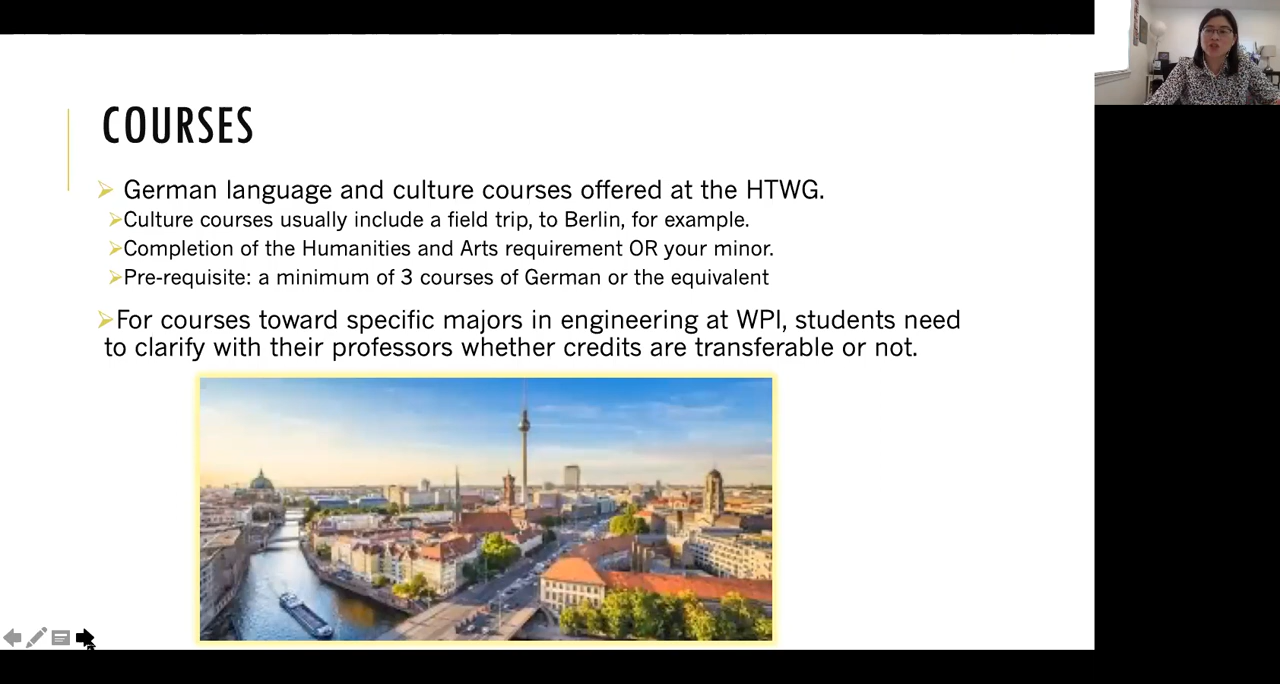 COURSES
German language and culture courses offered at the HTWG.
Culture courses usually include a field trip, to Berlin, for example.
Completion of the Humanities and Arts requirement OR your minor.
Pre-requisite: a minimum of 3 courses of German or the equivalent
For courses toward specific majors in engineering at WPI, students need
to clarify with their professors whether credits are transferable or not.